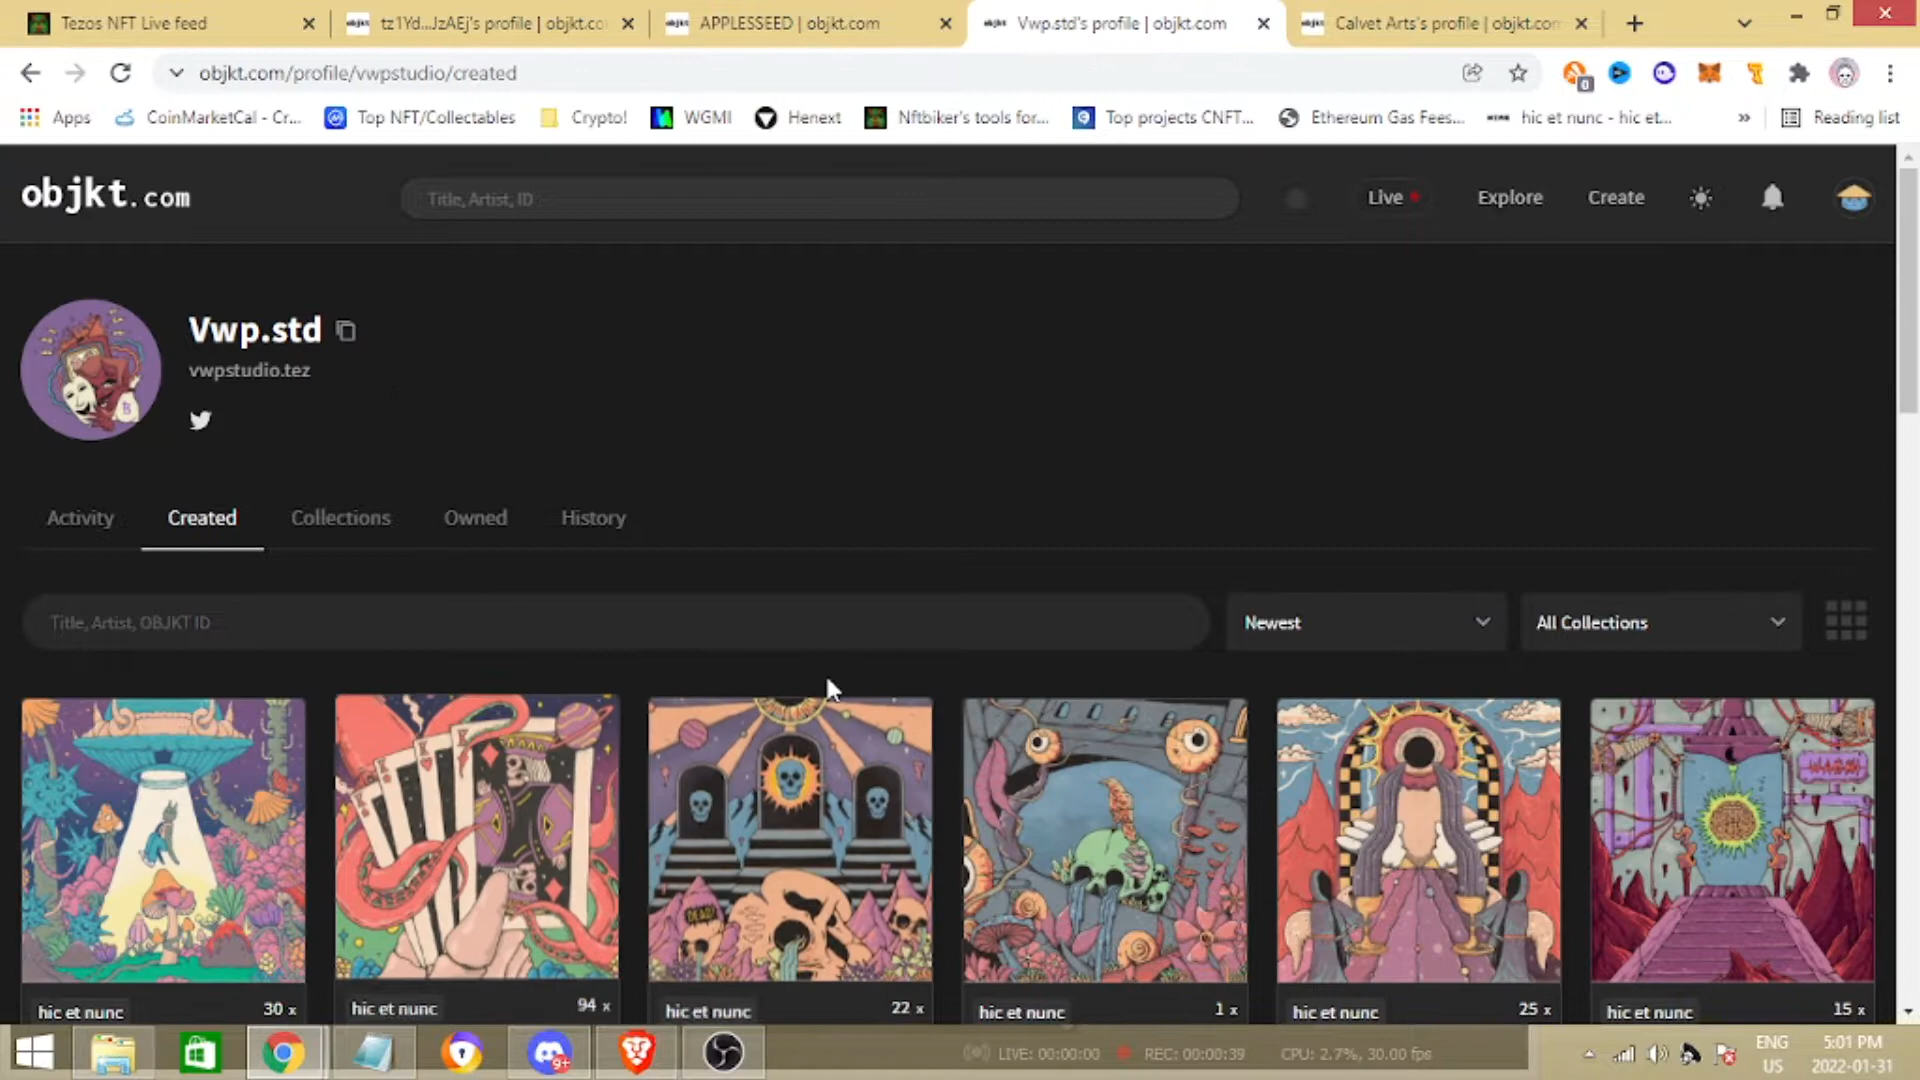 Tezos NFT Live feed
tz1Yd...JzAEj's profile | objkt.co
APPLESSEED | objkt.com
Vwp.std's profile | objkt.com
Calvet Arts's profile | objkt.com
objkt.com/profile/vwpstudio/created
0
Apps
CoinMarketCal - Cr...
Top NFT/Collectables
Crypto!
WGMI
Henext
Nftbiker's tools for...
Top projects CNFT...
Ethereum Gas Fees...
hic et nunc - hic et...
»
Reading list
objkt.com
Title, Artist, ID
Live
Explore
Create
Vwp.std
vwpstudio.tez
Activity
Created
Collections
Owned
History
Title, Artist, OBJKT ID
Newest
All Collections
DEAD!
hic et nunc 30 x
hic et nunc 94 x
hic et nunc 22 x
hic et nunc 1 x
hic et nunc 25 x
hic et nunc 15 x
9+
LIVE: 00:00:00
REC: 00:00:39
CPU: 2.7%, 30.00 fps
ENG
US
5:01 PM
2022-01-31